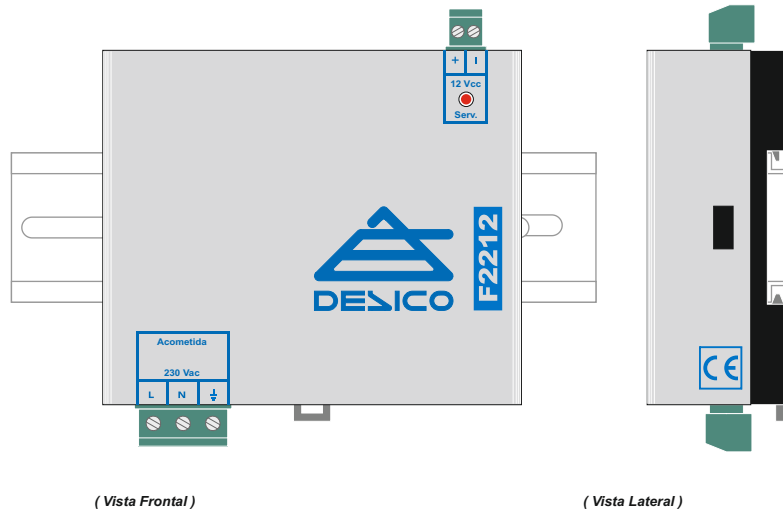 + I
12 Vcc
Serv.
F2212
DESICO
Acometida
230 Vac
L N
CE
( Vista Frontal )
( Vista Lateral )